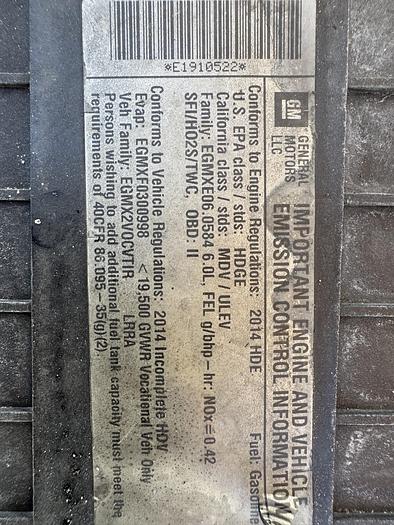 *E1910522*
GM
GENERAL
MOTORS
LLC
IMPORTANT ENGINE AND VEHICLE
EMISSION CONTROL INFORMATION
Conforms to Engine Regulations: 2014 HDE Fuel: Gasoline
U.S. EPA class / stds: HDGE
California class / stds: MDV / ULEV
Family: EGMXE06.0584 6.0L, FEL g/bhp-hr: NOx=0.42
SFI/HO2S/TWC, OBD: II
Conforms to Vehicle Regulations: 2014 Incomplete HDV
Evap: EGMXF0390998 < 19,500 GVWR Vocational Veh Only
Veh Family: EGMX2VOCVTIR LRRA
Persons wishing to add additional fuel tank capacity must meet the
requirements of 40CFR 86.095-35(g)(2).